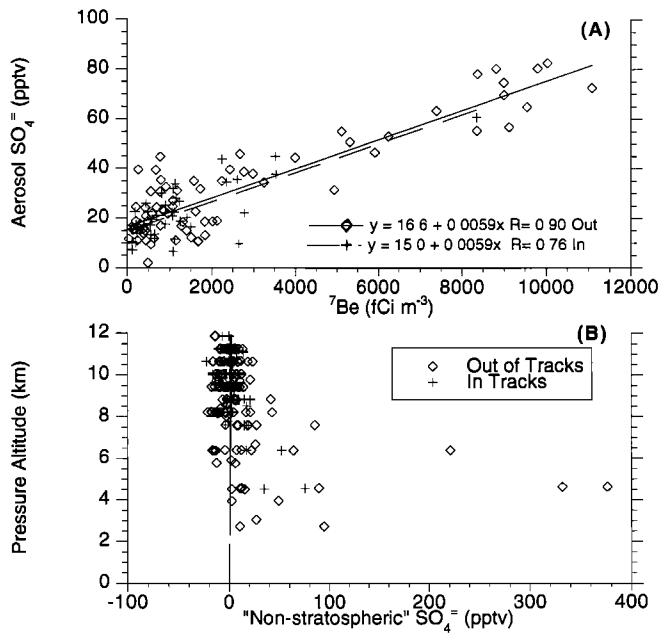 (A)
100
80
60
40
20
0
Aerosol SO4= (pptv)
y = 16 6 + 0 0059x R= 0 90 Out
y = 15 0 + 0 0059x R= 0 76 In
0 2000 4000 6000 8000 10000 12000
7Be (fCi m-3)
(B)
12
10
8
6
4
2
0
Pressure Altitude (km)
Out of Tracks
In Tracks
-100 0 100 200 300 400
"Non-stratospheric" SO4= (pptv)